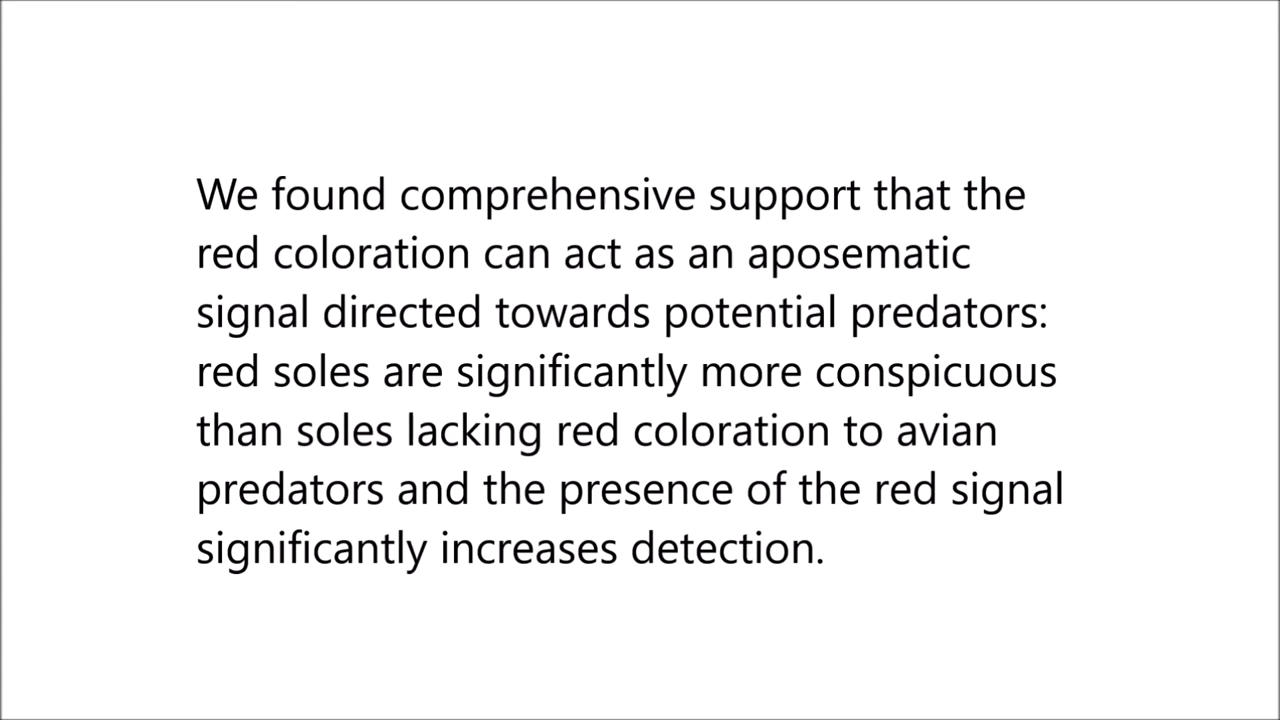 We found comprehensive support that the
red coloration can act as an aposematic
signal directed towards potential predators:
red soles are significantly more conspicuous
than soles lacking red coloration to avian
predators and the presence of the red signal
significantly increases detection.